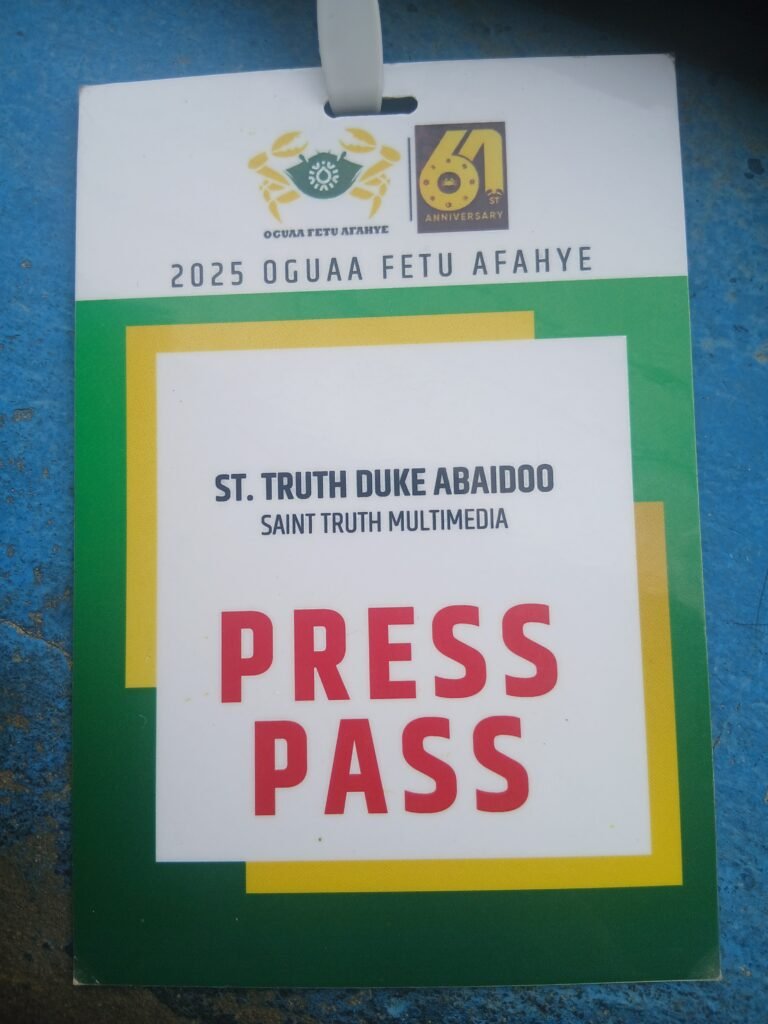 OGUAA FETU AFAHYE
61
ST
ANNIVERSARY
2025 OGUAA FETU AFAHYE
ST. TRUTH DUKE ABAIDOO
SAINT TRUTH MULTIMEDIA
PRESS
PASS